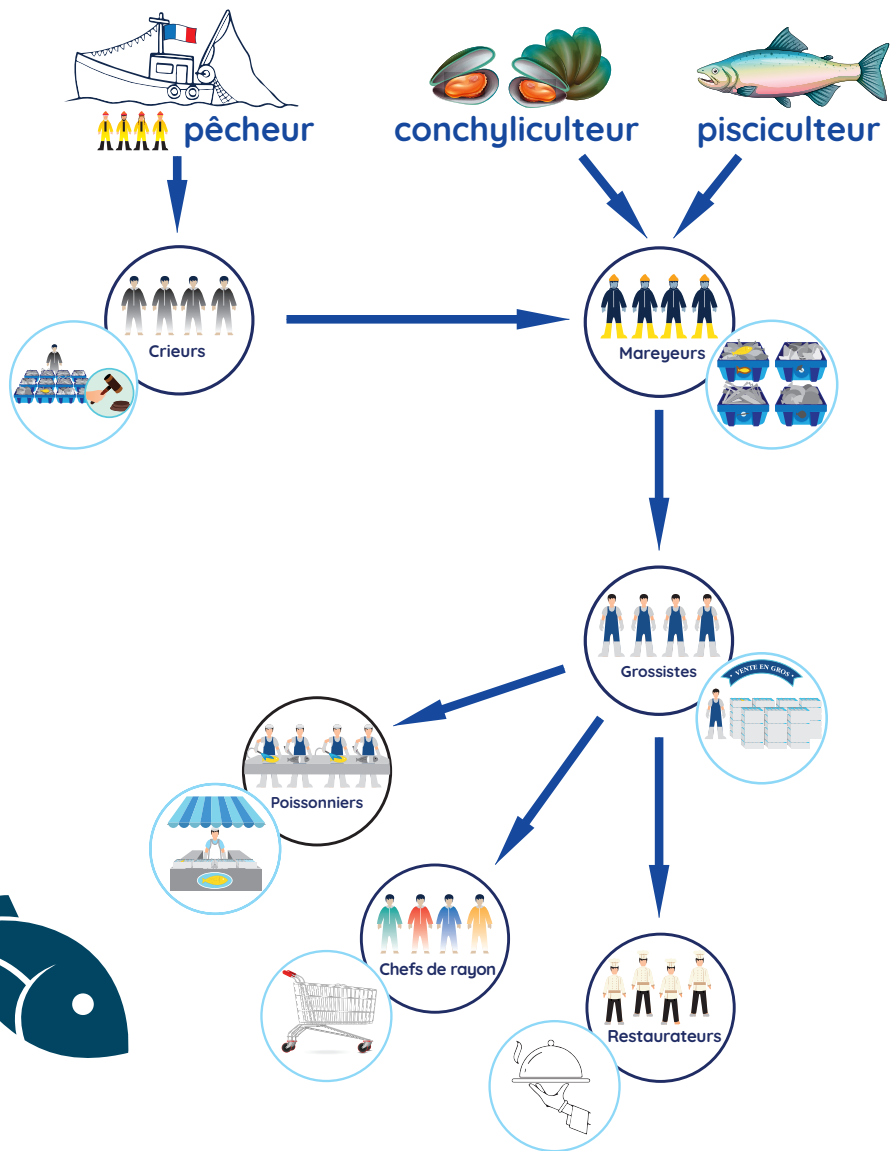 pêcheur
conchyliculteur
pisciculteur
Crieurs
Mareyeurs
Grossistes
• VENTE EN GROS •
Poissonniers
Chefs de rayon
Restaurateurs